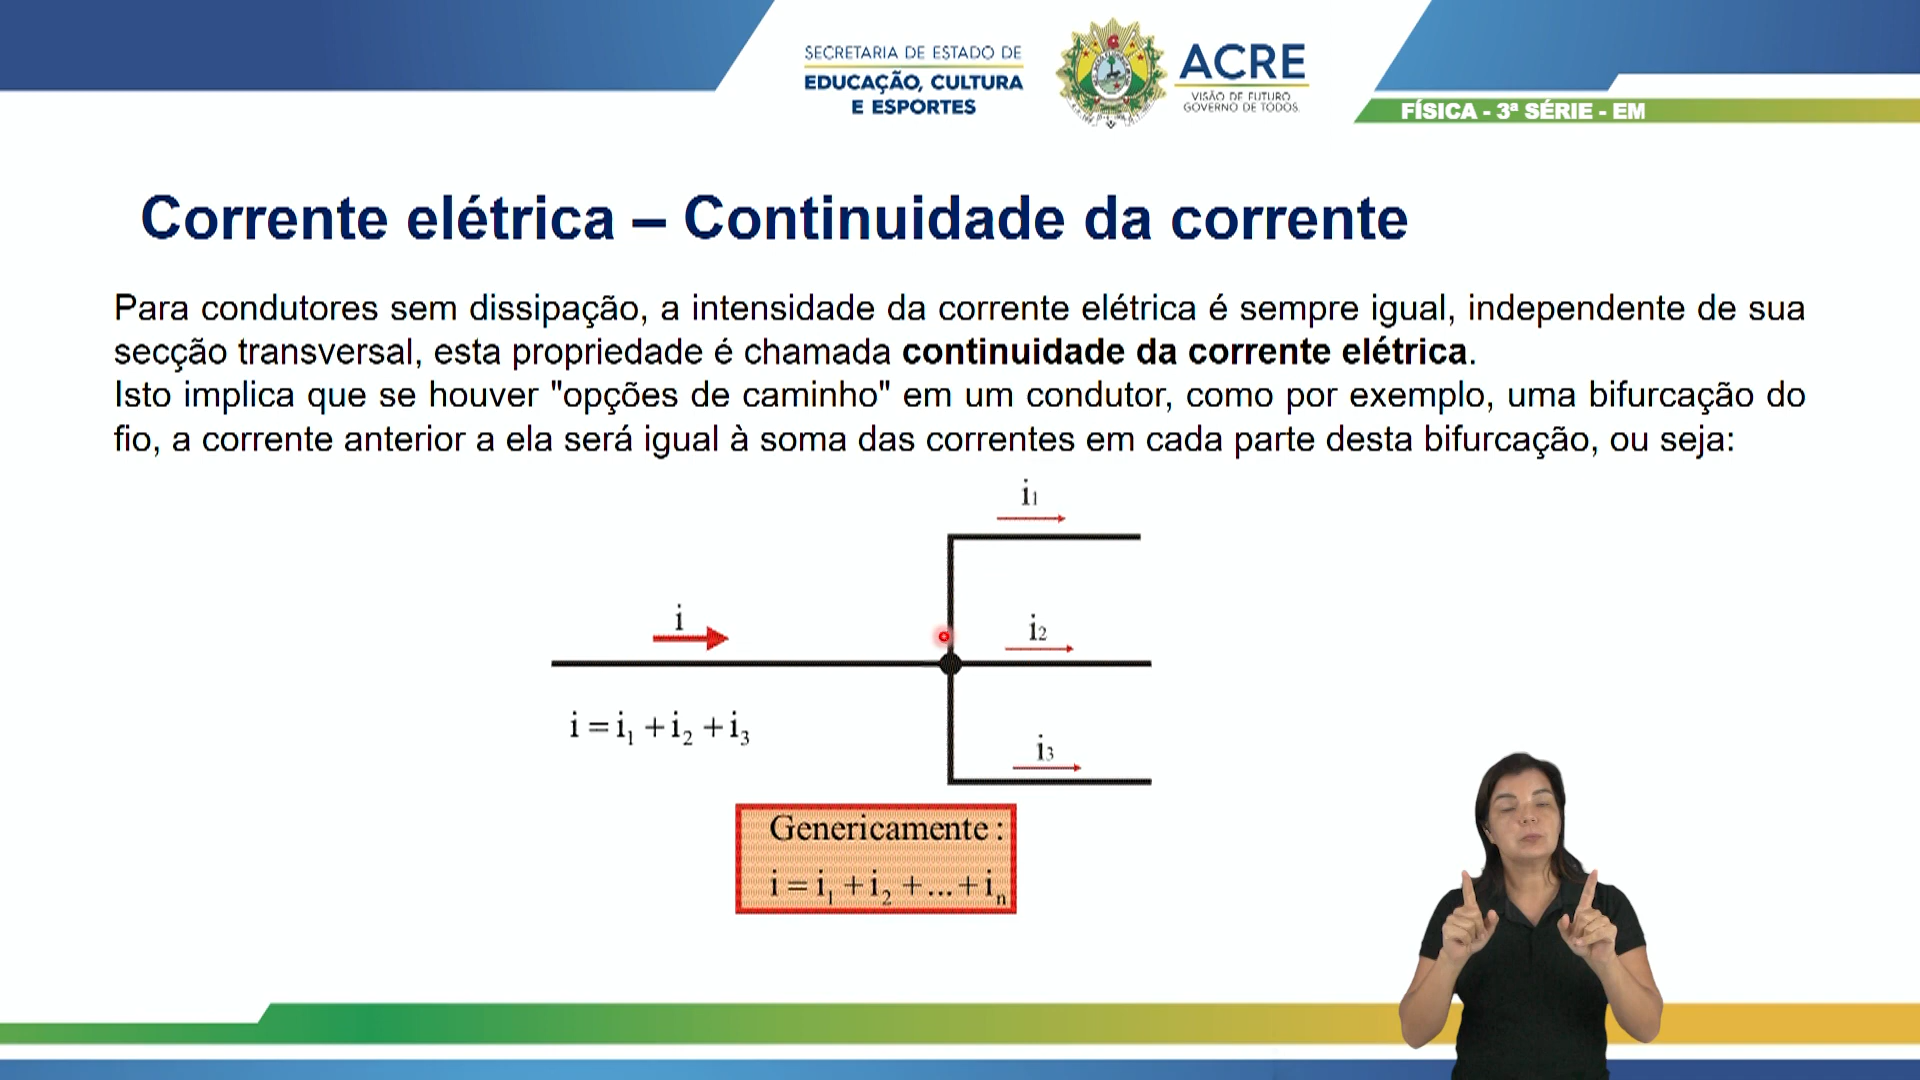 SECRETARIA DE ESTADO DE
EDUCAÇÃO, CULTURA
E ESPORTES
ACRE
VISÃO DE FUTURO
GOVERNO DE TODOS
FÍSICA - 3ª SÉRIE - EM
Corrente elétrica – Continuidade da corrente
Para condutores sem dissipação, a intensidade da corrente elétrica é sempre igual, independente de sua
secção transversal, esta propriedade é chamada continuidade da corrente elétrica.
Isto implica que se houver "opções de caminho" em um condutor, como por exemplo, uma bifurcação do
fio, a corrente anterior a ela será igual à soma das correntes em cada parte desta bifurcação, ou seja:
i₁
i
i₂
i = i₁ + i₂ + i₃
i₃
Genericamente :
i = i₁ + i₂ + ... + iₙ